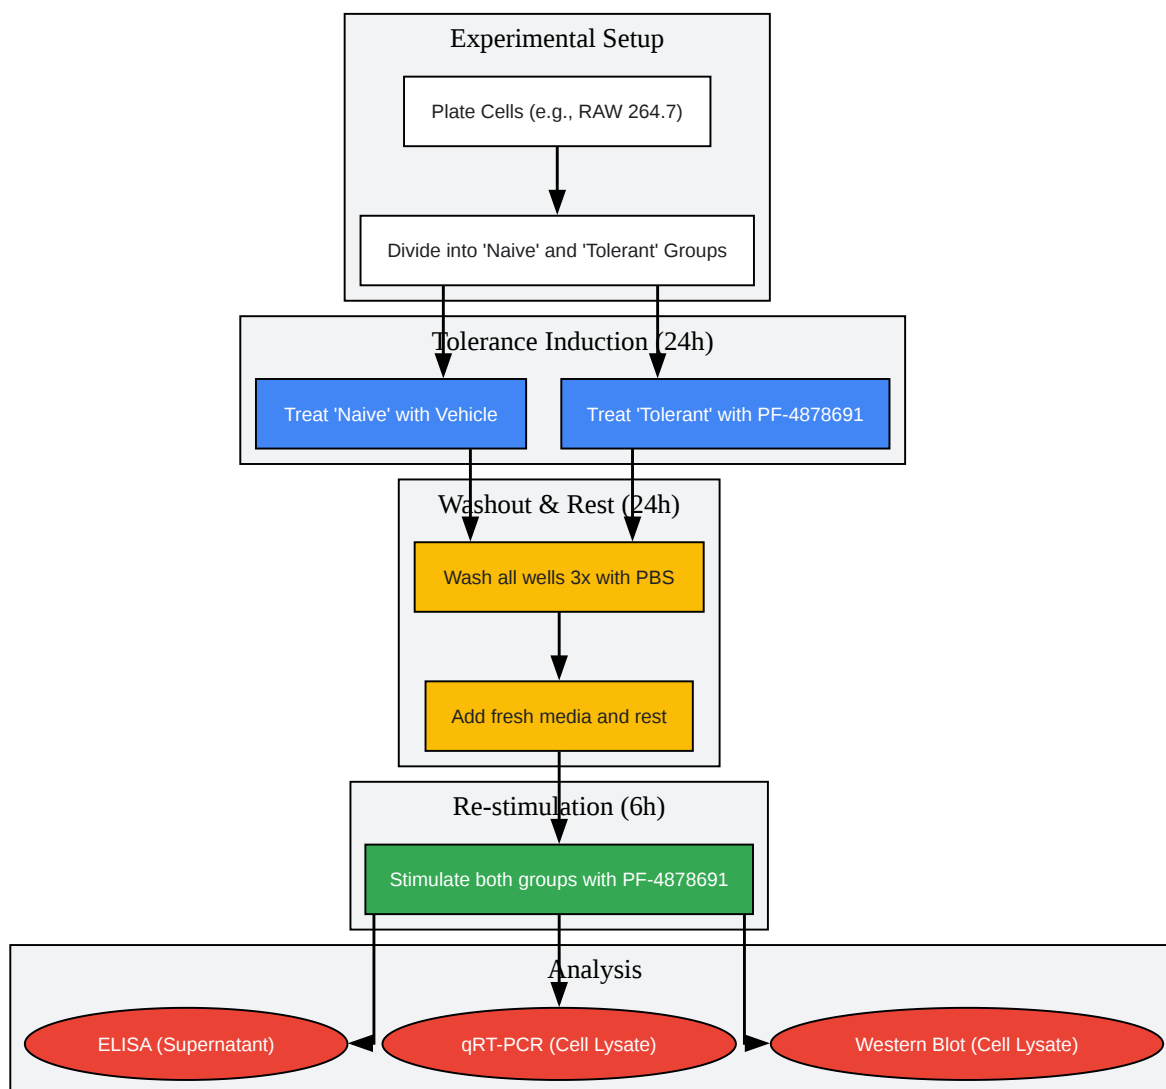 Experimental Setup
Plate Cells (e.g., RAW 264.7)
Divide into 'Naive' and 'Tolerant' Groups
Tolerance Induction (24h)
Treat 'Naive' with Vehicle
Treat 'Tolerant' with PF-4878691
Washout & Rest (24h)
Wash all wells 3x with PBS
Add fresh media and rest
Re-stimulation (6h)
Stimulate both groups with PF-4878691
Analysis
ELISA (Supernatant)
qRT-PCR (Cell Lysate)
Western Blot (Cell Lysate)